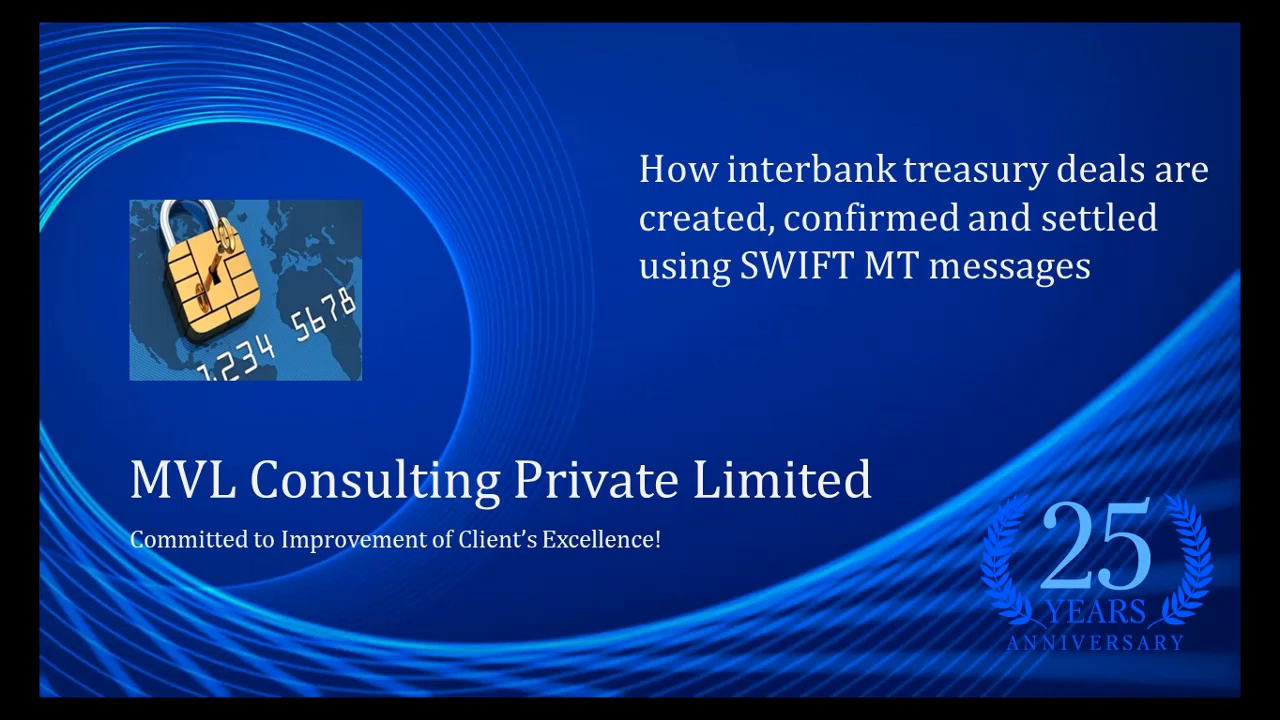 How interbank treasury deals are
created, confirmed and settled
using SWIFT MT messages
1234 5678
MVL Consulting Private Limited
Committed to Improvement of Client's Excellence!
25
YEARS
ANNIVERSARY